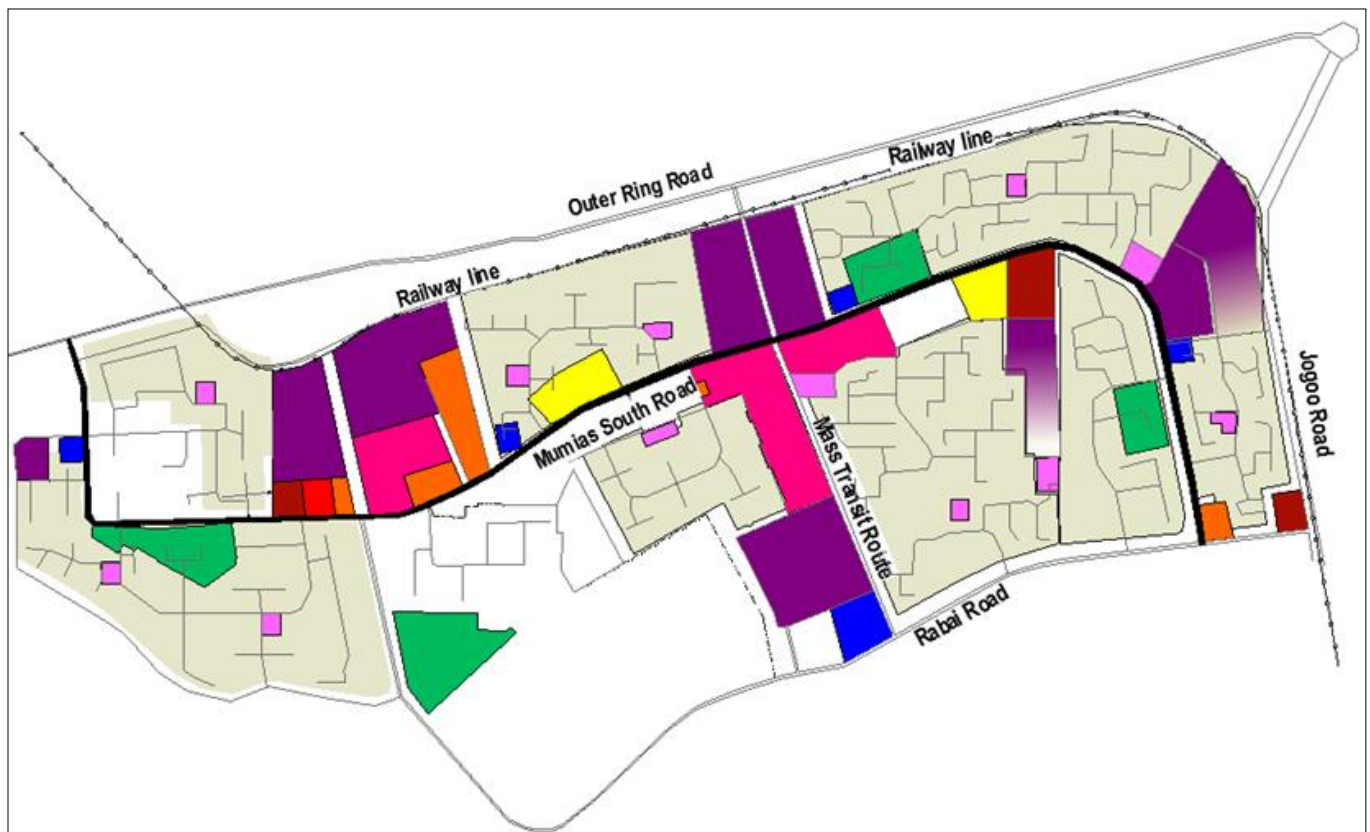 Outer Ring Road
Railway line
Railway line
Mumias South Road
Mass Transit Route
Jogoo Road
Rabai Road